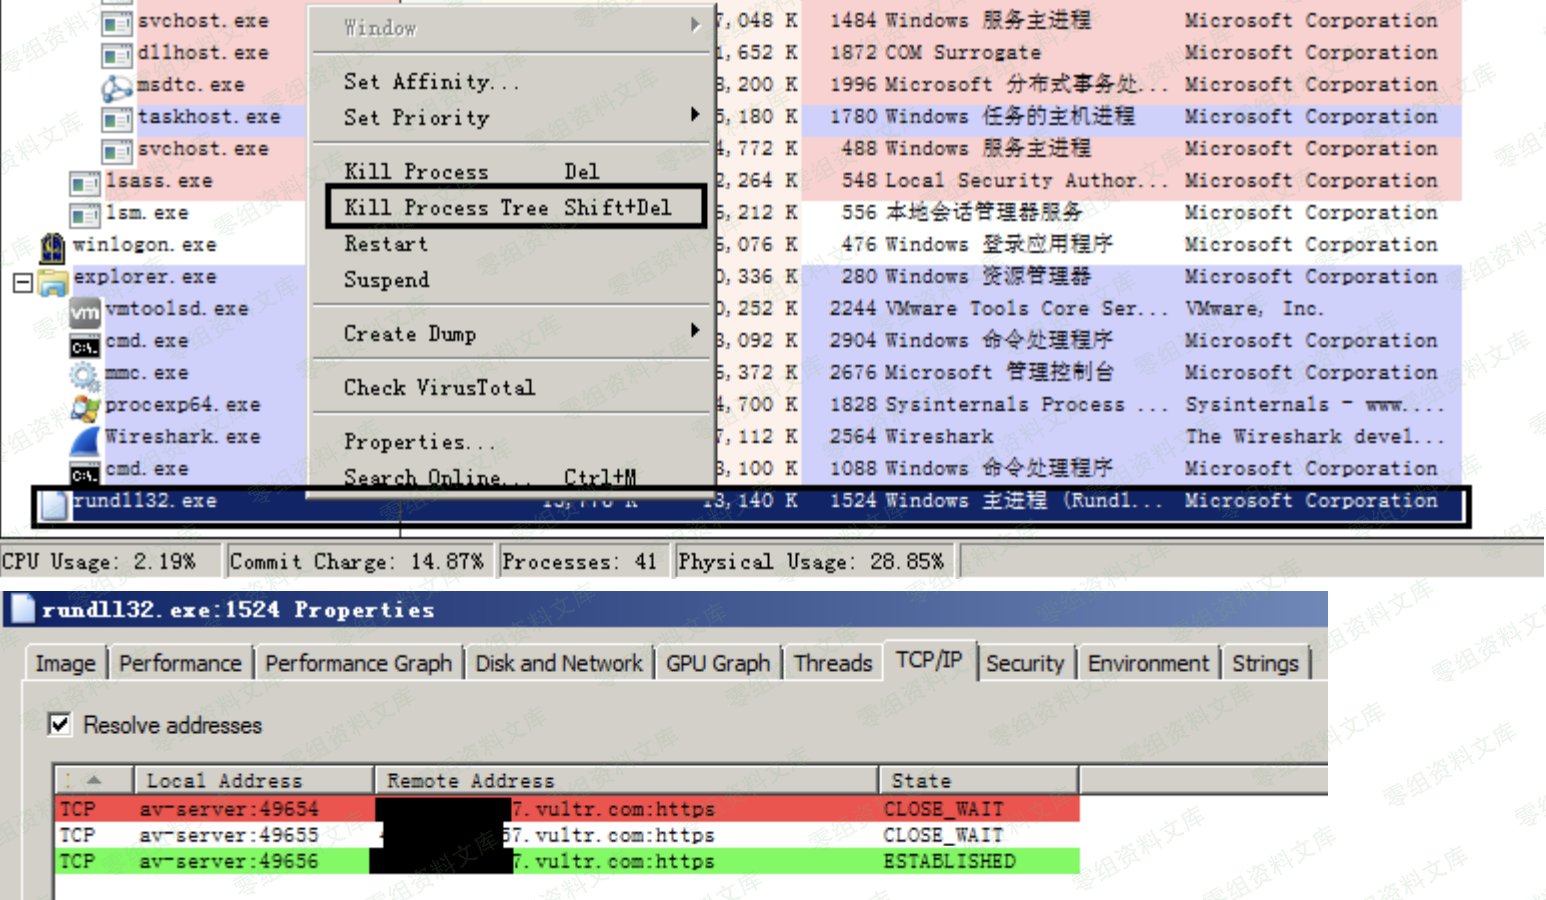 svchost.exe 7,048 K 1484 Windows 服务主进程 Microsoft Corporation
Window
dllhost.exe 1,652 K 1872 COM Surrogate Microsoft Corporation
Set Affinity...
msdtc.exe 3,200 K 1996 Microsoft 分布式事务处... Microsoft Corporation
Set Priority
taskhost.exe 5,180 K 1780 Windows 任务的主机进程 Microsoft Corporation
svchost.exe 4,772 K 488 Windows 服务主进程 Microsoft Corporation
Kill Process Del
lsass.exe 2,264 K 548 Local Security Author... Microsoft Corporation
Kill Process Tree Shift+Del
lsm.exe 5,212 K 556 本地会话管理器服务 Microsoft Corporation
winlogon.exe 5,076 K 476 Windows 登录应用程序 Microsoft Corporation
Restart
explorer.exe 0,336 K 280 Windows 资源管理器 Microsoft Corporation
Suspend
vmtoolsd.exe 0,252 K 2244 VMware Tools Core Ser... VMware, Inc.
Create Dump
cmd.exe 3,092 K 2904 Windows 命令处理程序 Microsoft Corporation
mmc.exe 5,372 K 2676 Microsoft 管理控制台 Microsoft Corporation
Check VirusTotal
procexp64.exe 4,700 K 1828 Sysinternals Process ... Sysinternals - www....
Wireshark.exe 7,112 K 2564 Wireshark The Wireshark devel...
Properties...
cmd.exe 3,100 K 1088 Windows 命令处理程序 Microsoft Corporation
Search Online... Ctrl+M
rundll32.exe 13,140 K 1524 Windows 主进程 (Rundl... Microsoft Corporation
CPU Usage: 2.19% Commit Charge: 14.87% Processes: 41 Physical Usage: 28.85%
rundll32.exe:1524 Properties
Image Performance Performance Graph Disk and Network GPU Graph Threads TCP/IP Security Environment Strings
Resolve addresses
Local Address Remote Address State
TCP av-server:49654 7.vultr.com:https CLOSE_WAIT
TCP av-server:49655 57.vultr.com:https CLOSE_WAIT
TCP av-server:49656 7.vultr.com:https ESTABLISHED
零组资料文库